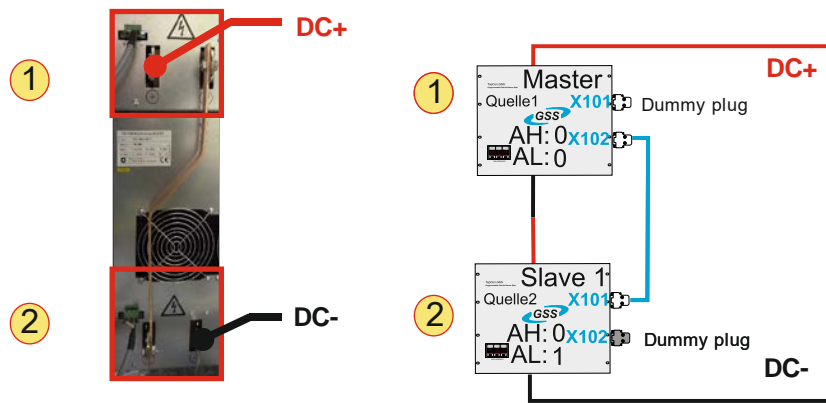 1
DC+
2
DC-
1
DC+
Master
Quelle1
X101
Dummy plug
GSS
AH: 0
X102
AL: 0
2
Slave 1
Quelle2
X101
GSS
AH: 0
X102
Dummy plug
AL: 1
DC-